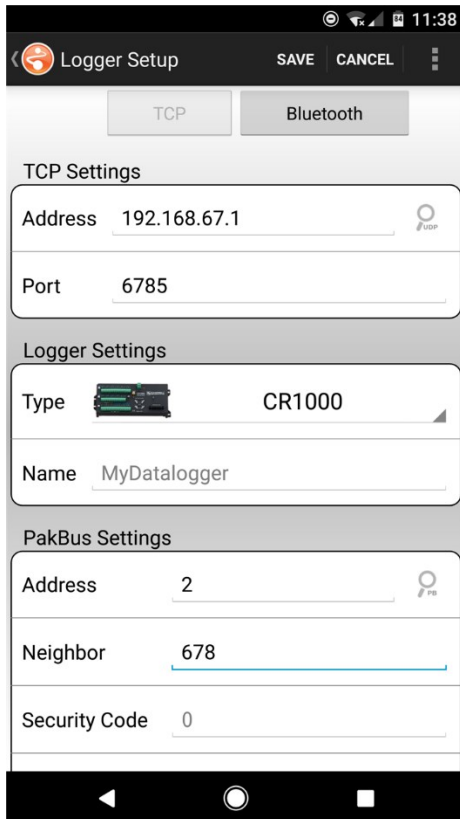 84 11:38
Logger Setup SAVE CANCEL
TCP Bluetooth
TCP Settings
Address 192.168.67.1 UDP
Port 6785
Logger Settings
Type CR1000
Name MyDatalogger
PakBus Settings
Address 2 PB
Neighbor 678
Security Code 0